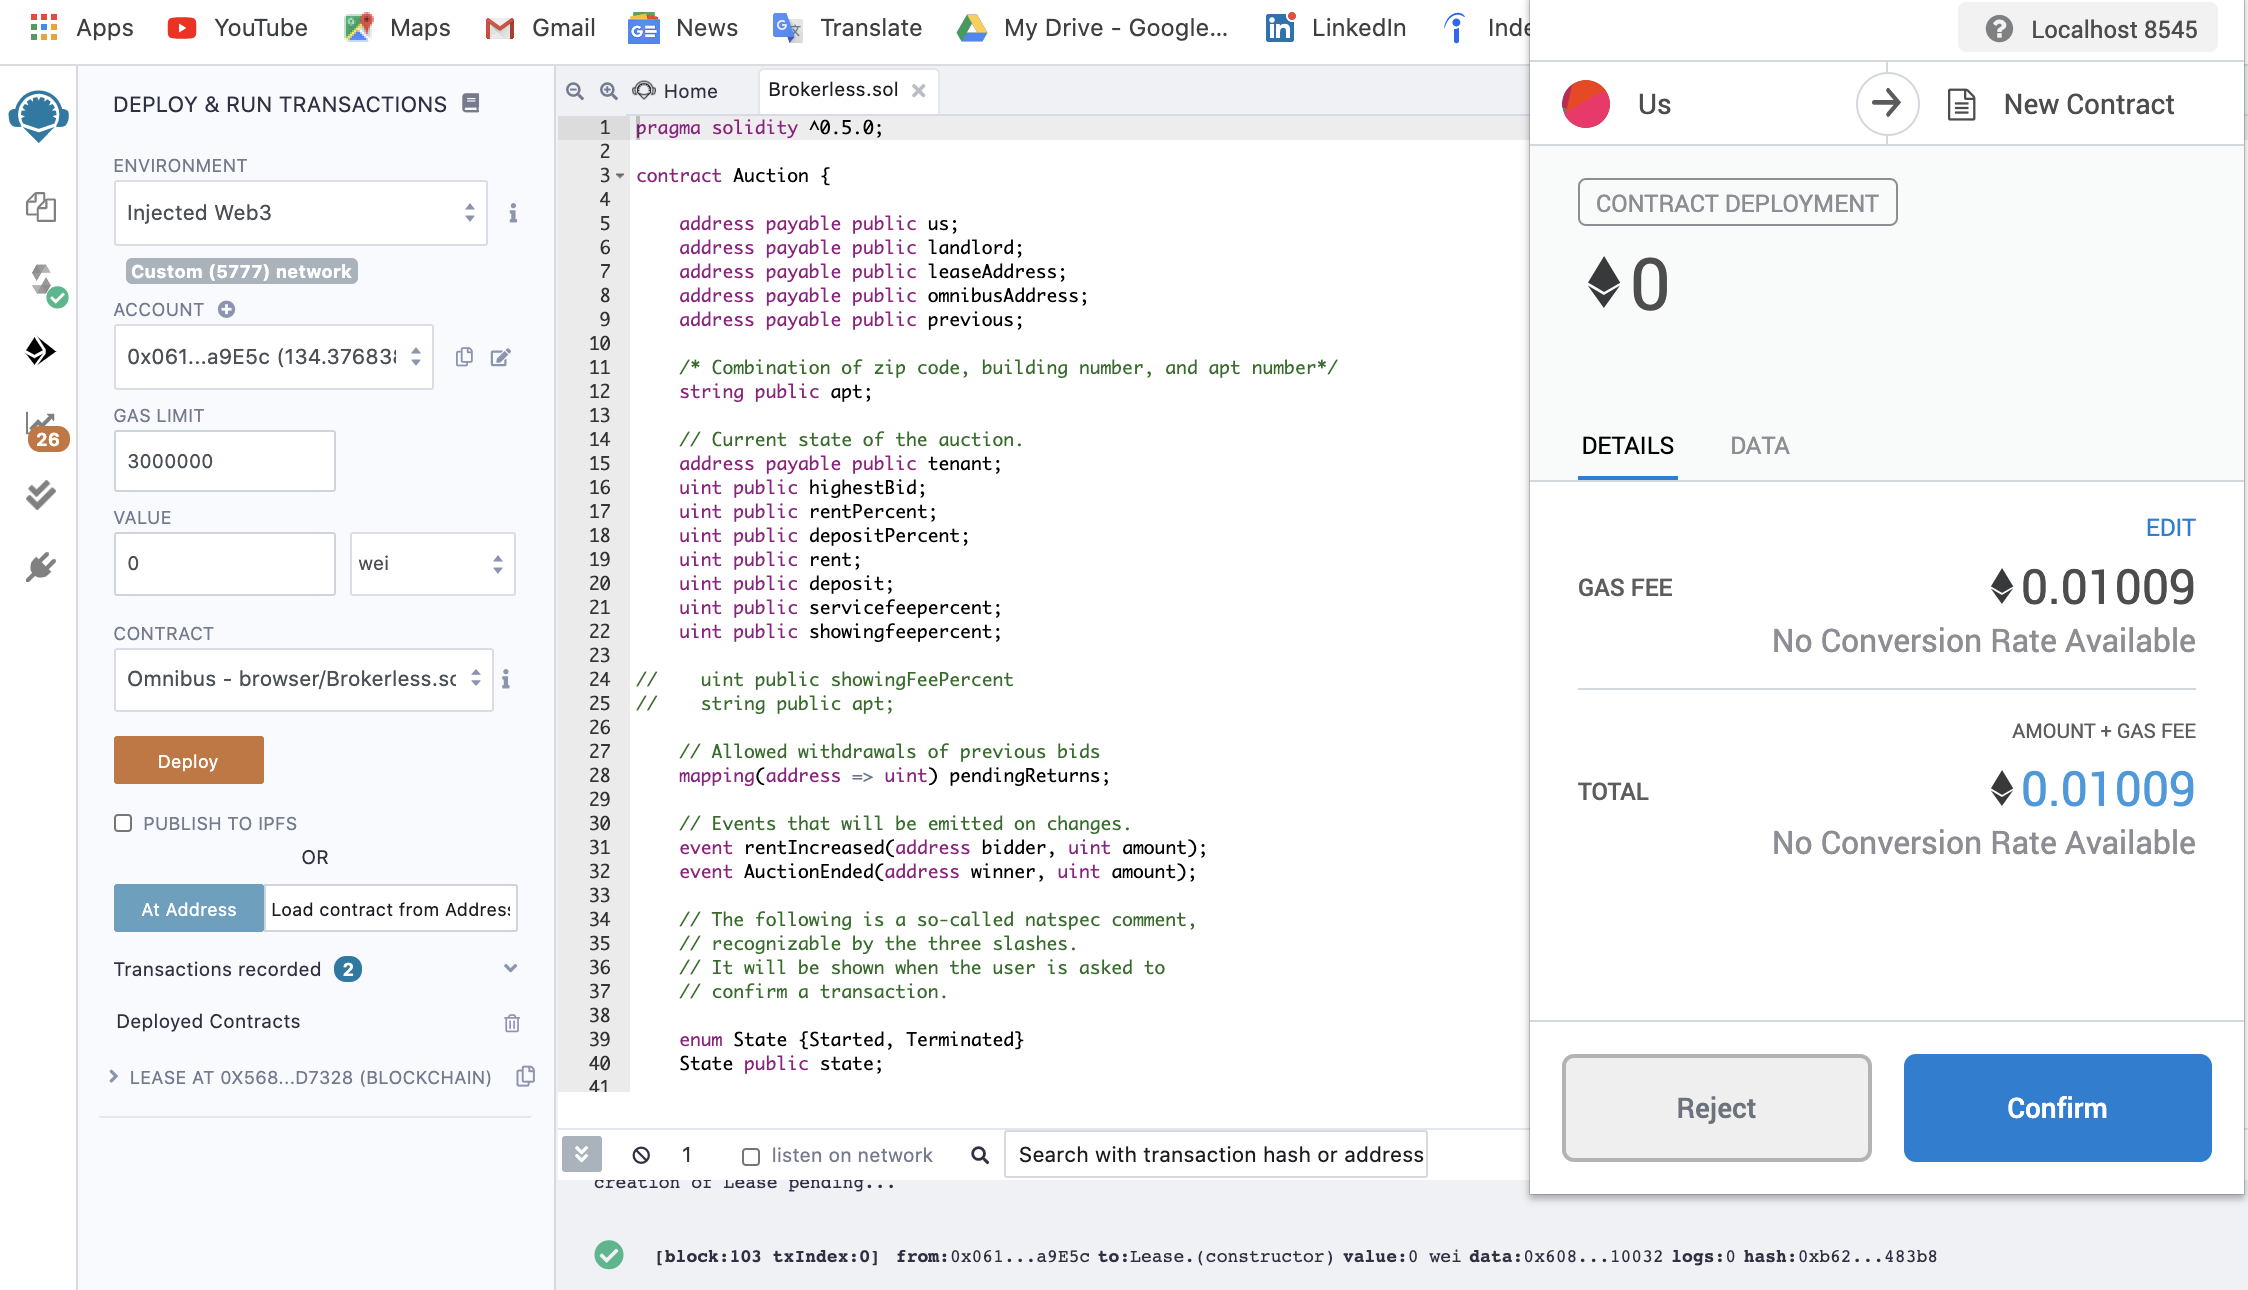 Apps YouTube Maps Gmail News Translate My Drive - Google... LinkedIn Inde
DEPLOY & RUN TRANSACTIONS
ENVIRONMENT
Injected Web3
Custom (5777) network
ACCOUNT
0x061...a9E5c (134.37683
GAS LIMIT
3000000
VALUE
0
wei
CONTRACT
Omnibus - browser/Brokerless.sc
Deploy
PUBLISH TO IPFS
OR
At Address
Load contract from Address
Transactions recorded 2
Deployed Contracts
LEASE AT 0X568...D7328 (BLOCKCHAIN)
26
Home
Brokerless.sol
1 pragma solidity ^0.5.0;
2
3 contract Auction {
4
5 address payable public us;
6 address payable public landlord;
7 address payable public leaseAddress;
8 address payable public omnibusAddress;
9 address payable public previous;
10
11 /* Combination of zip code, building number, and apt number*/
12 string public apt;
13
14 // Current state of the auction.
15 address payable public tenant;
16 uint public highestBid;
17 uint public rentPercent;
18 uint public depositPercent;
19 uint public rent;
20 uint public deposit;
21 uint public servicefeepercent;
22 uint public showingfeepercent;
23
24 // uint public showingFeePercent
25 // string public apt;
26
27 // Allowed withdrawals of previous bids
28 mapping(address => uint) pendingReturns;
29
30 // Events that will be emitted on changes.
31 event rentIncreased(address bidder, uint amount);
32 event AuctionEnded(address winner, uint amount);
33
34 // The following is a so-called natspec comment,
35 // recognizable by the three slashes.
36 // It will be shown when the user is asked to
37 // confirm a transaction.
38
39 enum State {Started, Terminated}
40 State public state;
41
1
listen on network
Search with transaction hash or address
creation of Lease pending...
[block:103 txIndex:0] from:0x061...a9E5c to:Lease.(constructor) value:0 wei data:0x608...10032 logs:0 hash:0xb62...483b8
Localhost 8545
Us
New Contract
CONTRACT DEPLOYMENT
0
DETAILS DATA
EDIT
GAS FEE 0.01009
No Conversion Rate Available
AMOUNT + GAS FEE
TOTAL 0.01009
No Conversion Rate Available
Reject Confirm